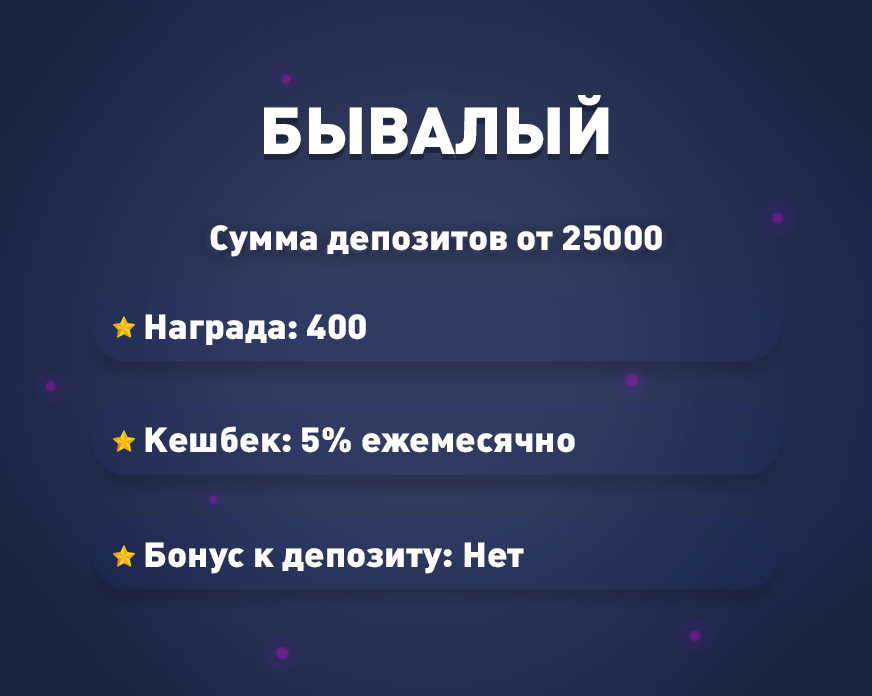 БЫВАЛЫЙ
Сумма депозитов от 25000
Награда: 400
Кешбек: 5% ежемесячно
Бонус к депозиту: Нет